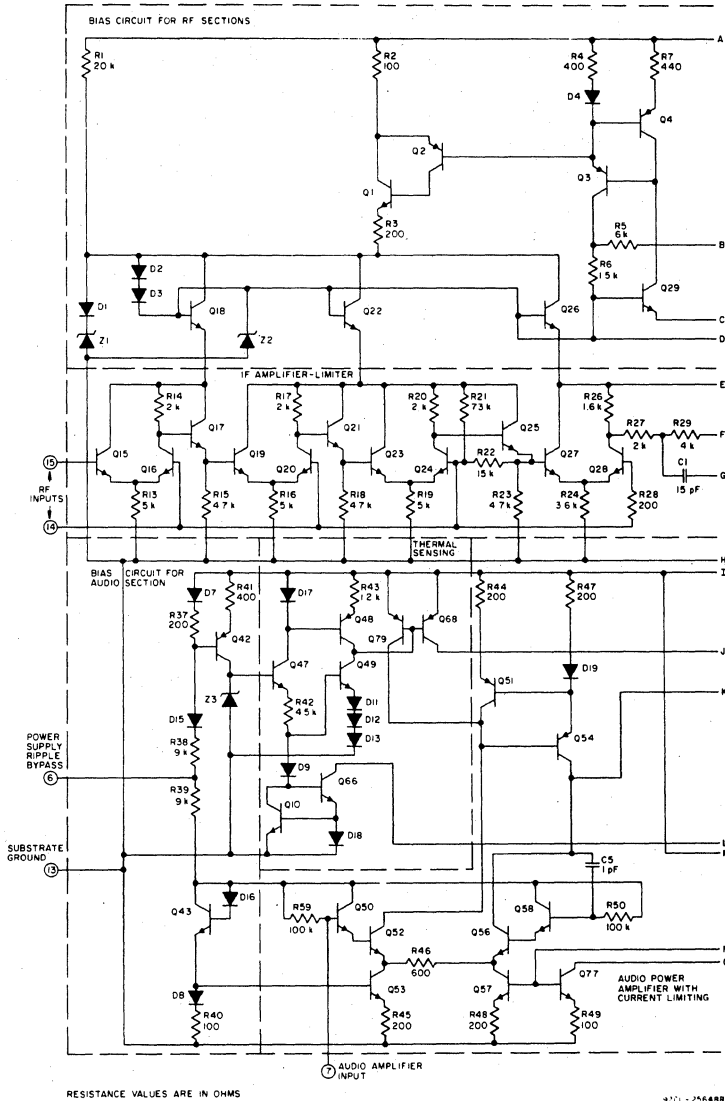 BIAS CIRCUIT FOR RF SECTIONS
A
R1
20 k
R2
100
R4
400
R7
440
D4
Q4
Q2
Q3
Q1
R3
200
R5
6 k
B
R6
15 k
Q29
C
D
D2
D3
Q18
Q22
Q26
D1
Z1
Z2
IF AMPLIFIER-LIMITER
E
R14
2 k
R17
2 k
R20
2 k
R21
73 k
R26
1.6 k
Q17
Q21
Q25
R27
2 k
R29
4 k
F
Q15
Q16
Q19
Q20
Q23
Q24
R22
15 k
Q27
Q28
C1
15 pF
G
15
RF
INPUTS
14
R13
5 k
R15
4.7 k
R16
5 k
R18
4.7 k
R19
5 k
R23
4.7 k
R24
3.6 k
R28
200
THERMAL
SENSING
H
BIAS CIRCUIT FOR
AUDIO SECTION
I
D7
R41
400
D17
R43
1.2 k
Q68
R44
200
R47
200
R37
200
Q42
Q48
Q79
J
Q47
Q49
Q51
D19
Z3
R42
4.5 k
D11
D12
D13
K
D15
Q54
R38
9 k
POWER
SUPPLY
RIPPLE
BYPASS
6
D9
Q66
R39
9 k
Q10
D18
L
SUBSTRATE
GROUND
13
C5
1 pF
Q43
D16
R59
100 k
Q50
Q58
R50
100 k
Q52
Q56
R46
600
Q53
Q57
Q77
AUDIO POWER
AMPLIFIER WITH
CURRENT LIMITING
D8
R40
100
R45
200
R48
200
R49
100
7 AUDIO AMPLIFIER
INPUT
RESISTANCE VALUES ARE IN OHMS